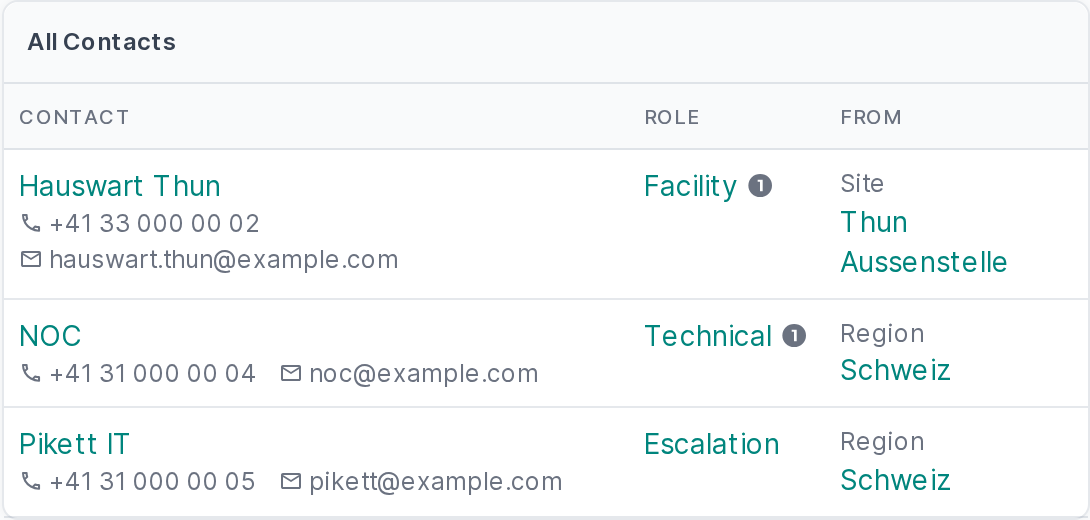 All Contacts
CONTACT ROLE FROM
Hauswart Thun Facility 1 Site
+41 33 000 00 02 Thun
hauswart.thun@example.com Aussenstelle
NOC Technical 1 Region
+41 31 000 00 04 noc@example.com Schweiz
Pikett IT Escalation Region
+41 31 000 00 05 pikett@example.com Schweiz